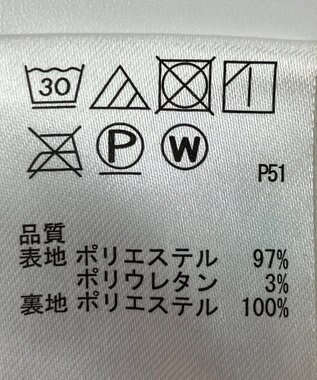 30
P W
P51
品質
表地 ポリエステル 97%
ポリウレタン 3%
裏地 ポリエステル 100%